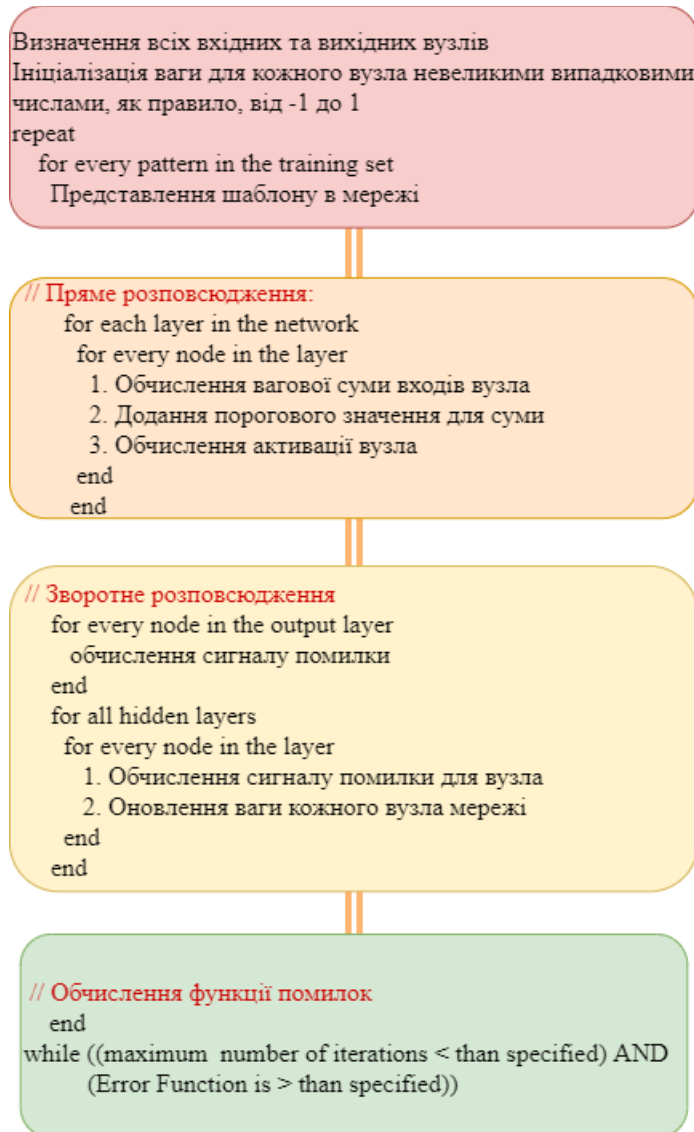 Визначення всіх вхідних та вихідних вузлів
Ініціалізація ваги для кожного вузла невеликими випадковими
числами, як правило, від -1 до 1
repeat
for every pattern in the training set
Представлення шаблону в мережі
// Пряме розповсюдження:
for each layer in the network
for every node in the layer
1. Обчислення вагової суми входів вузла
2. Додання порогового значення для суми
3. Обчислення активації вузла
end
end
// Зворотне розповсюдження
for every node in the output layer
обчислення сигналу помилки
end
for all hidden layers
for every node in the layer
1. Обчислення сигналу помилки для вузла
2. Оновлення ваги кожного вузла мережі
end
end
// Обчислення функції помилок
end
while ((maximum number of iterations < than specified) AND
(Error Function is > than specified))